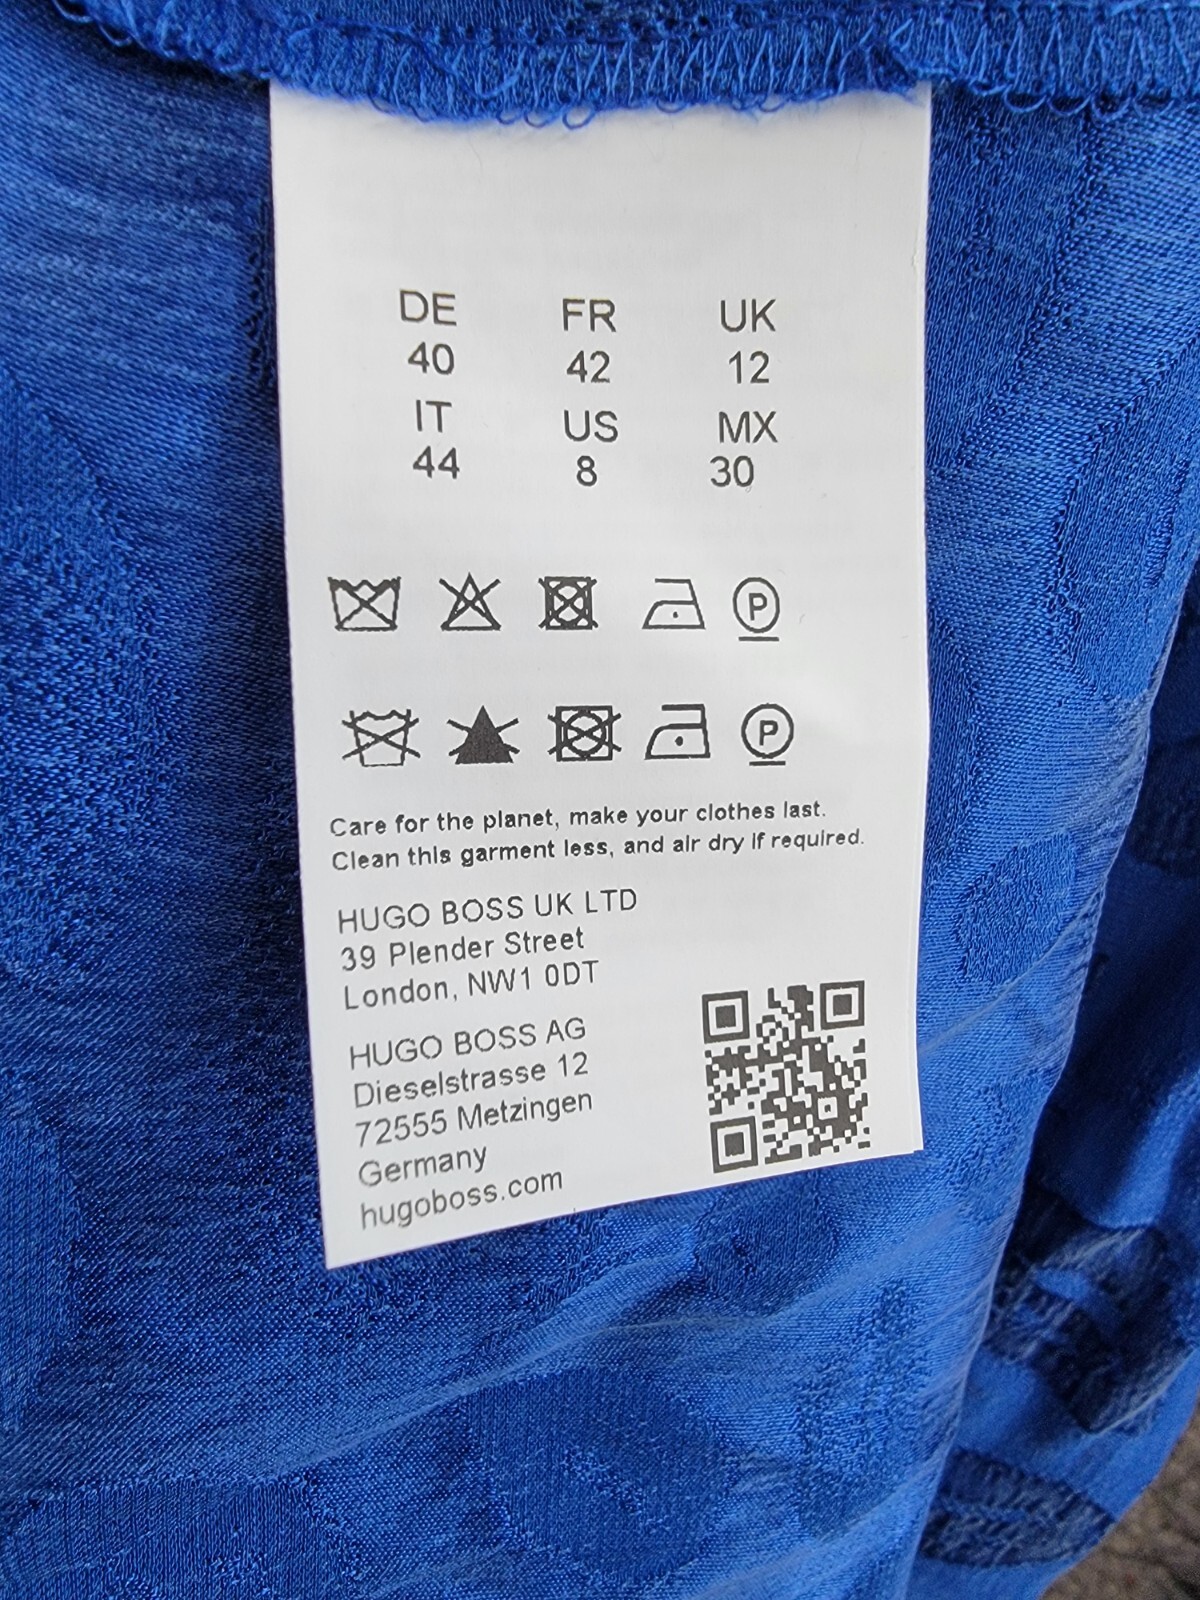 DE FR UK
40 42 12
IT US MX
44 8 30
P
P
Care for the planet, make your clothes last.
Clean this garment less, and air dry if required.
HUGO BOSS UK LTD
39 Plender Street
London, NW1 0DT
HUGO BOSS AG
Dieselstrasse 12
72555 Metzingen
Germany
hugoboss.com